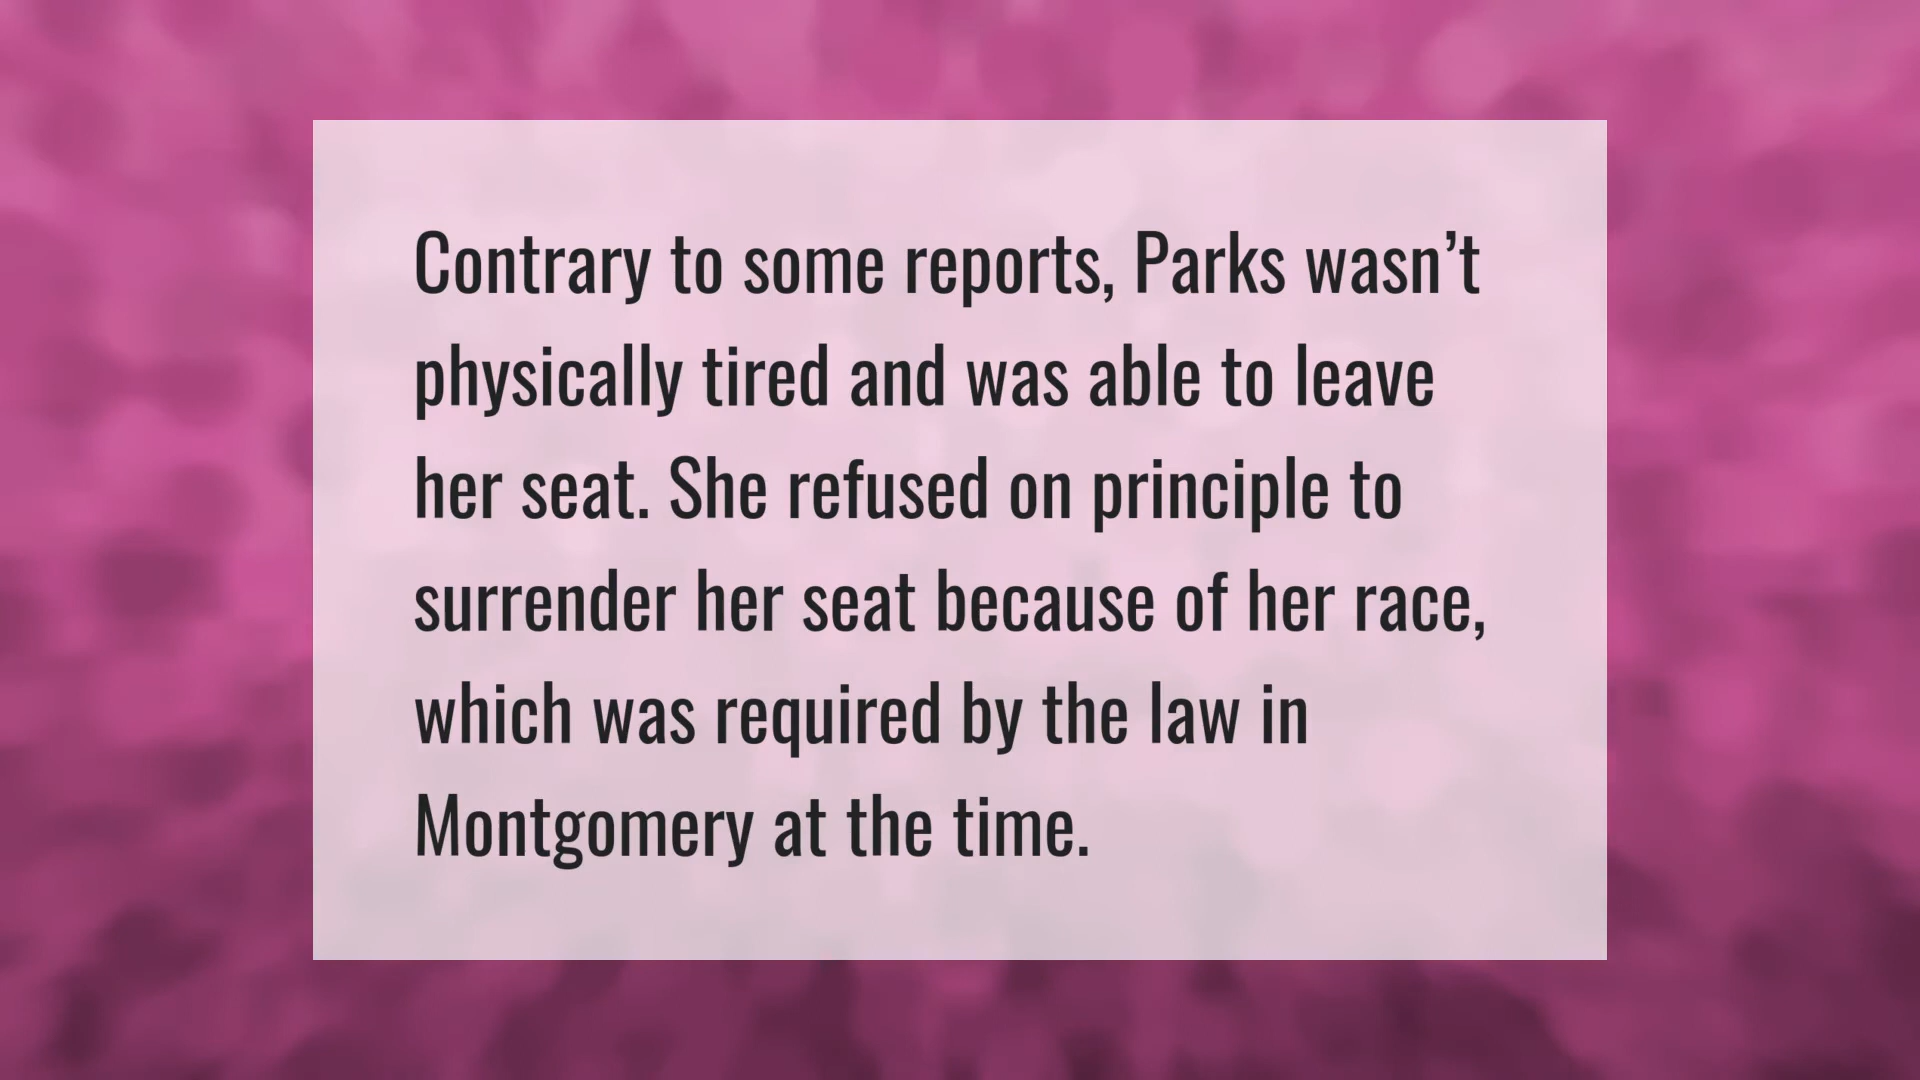 Contrary to some reports, Parks wasn’t
physically tired and was able to leave
her seat. She refused on principle to
surrender her seat because of her race,
which was required by the law in
Montgomery at the time.